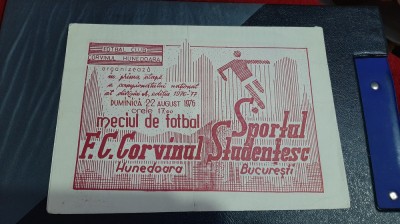 FOTBAL CLUB
CORVINUL HUNEDOARA
organizează
în prima etapă
a campionatului național
al diviziei A, ediția 1976-77
DUMINICĂ 22 AUGUST 1976
orele 17,00
meciul de fotbal
F.C. Corvinul Sportul Studențesc
Hunedoara București